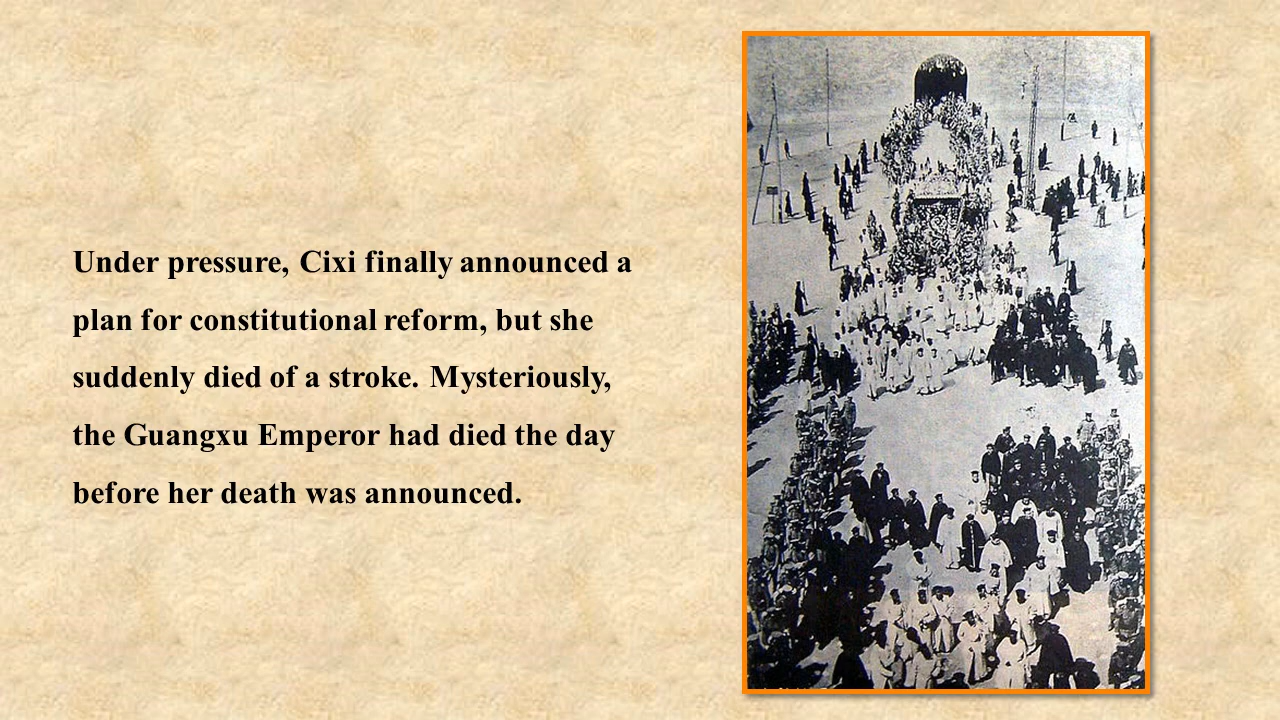 Under pressure, Cixi finally announced a
plan for constitutional reform, but she
suddenly died of a stroke. Mysteriously,
the Guangxu Emperor had died the day
before her death was announced.